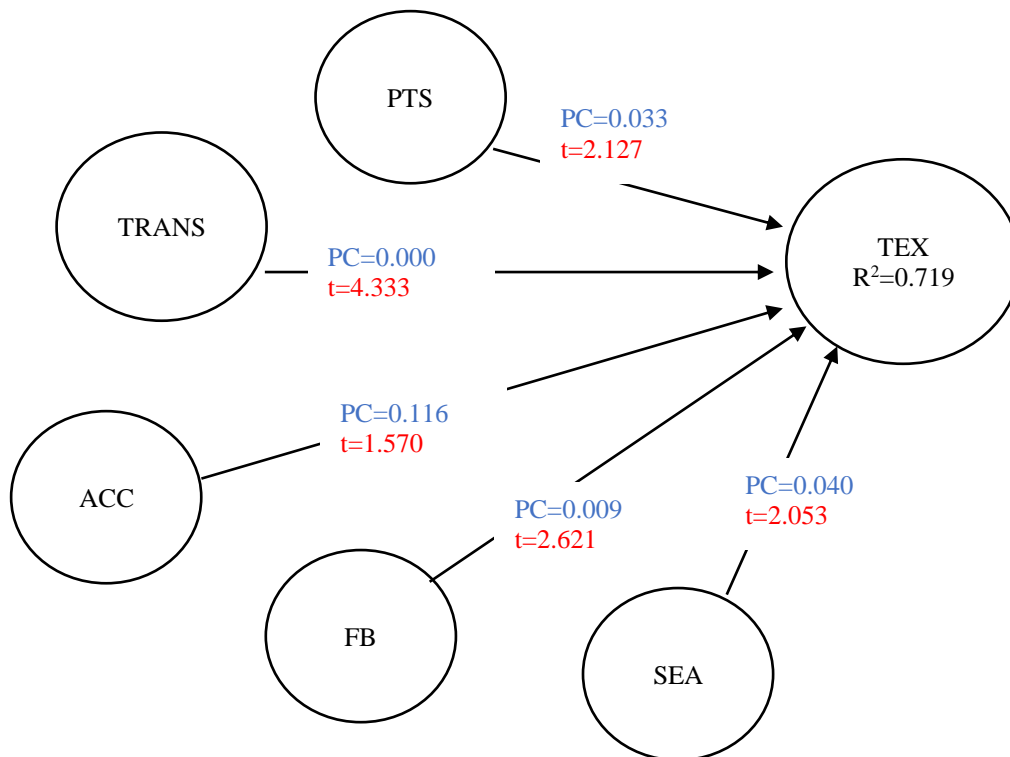 PTS
PC=0.033
t=2.127
TRANS
PC=0.000
t=4.333
TEX
R²=0.719
PC=0.116
t=1.570
ACC
PC=0.009
t=2.621
PC=0.040
t=2.053
FB
SEA